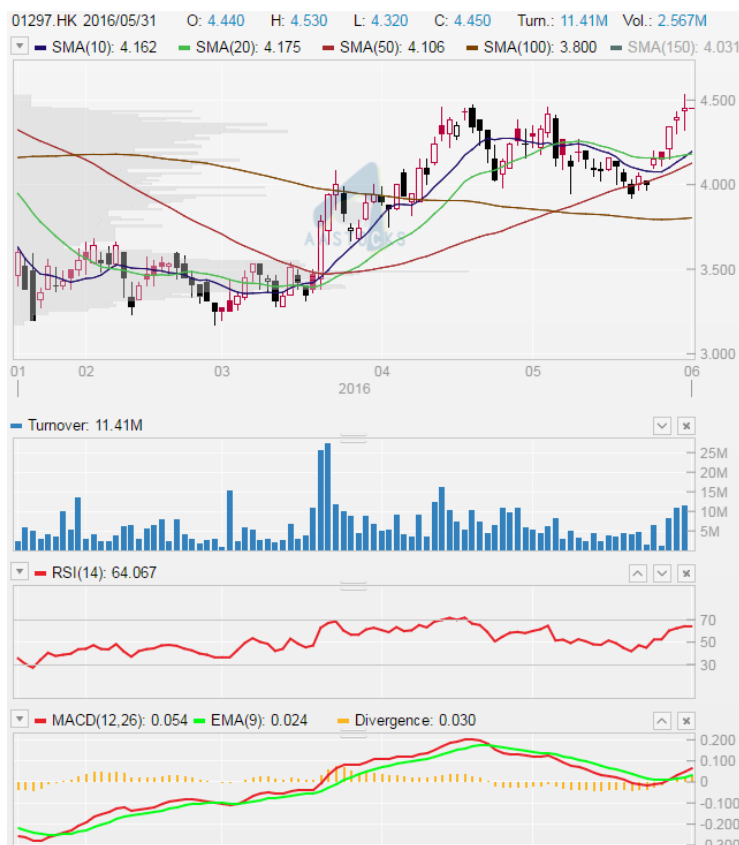 01297.HK 2016/05/31 O: 4.440 H: 4.530 L: 4.320 C: 4.450 Turn.: 11.41M Vol.: 2.567M
SMA(10): 4.162 SMA(20): 4.175 SMA(50): 4.106 SMA(100): 3.800 SMA(150): 4.031
4.500
4.000
AASTOCKS
3.500
3.000
01 02 03 04 05 06
2016
Turnover: 11.41M
25M
20M
15M
10M
5M
RSI(14): 64.067
70
50
30
MACD(12,26): 0.054 EMA(9): 0.024 Divergence: 0.030
0.200
0.100
0
-0.100
-0.200
-0.300